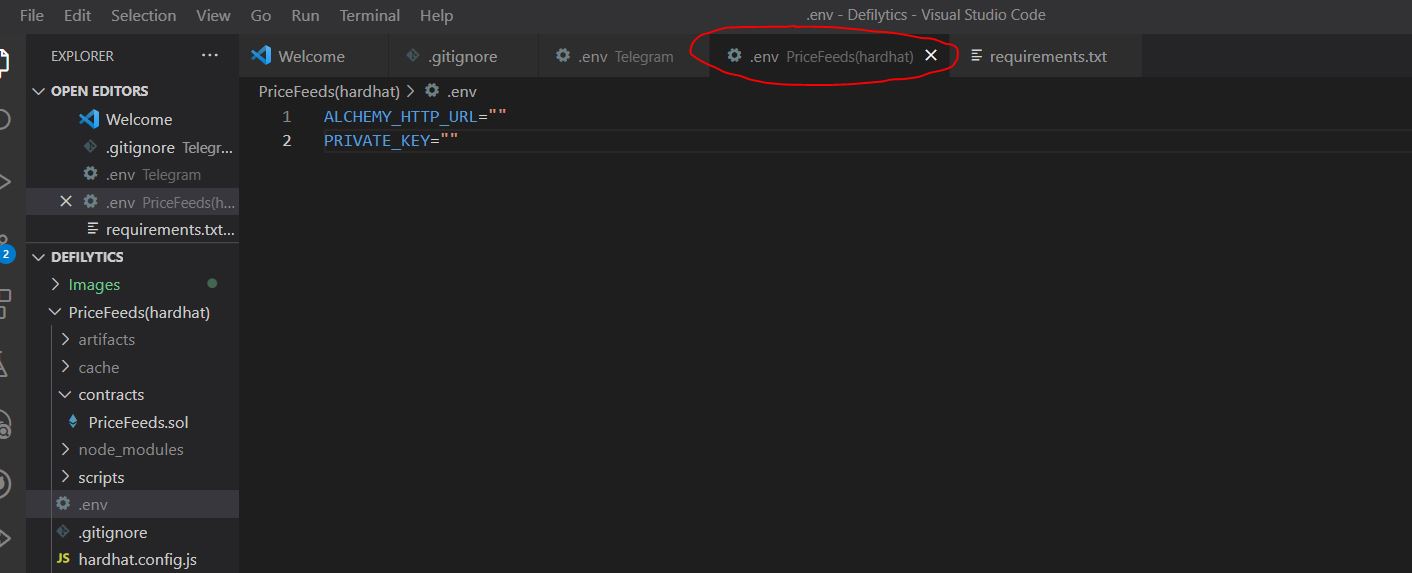 File Edit Selection View Go Run Terminal Help .env - Defilytics - Visual Studio Code
EXPLORER ...
Welcome .gitignore .env Telegram .env PriceFeeds(hardhat) requirements.txt
OPEN EDITORS
Welcome
.gitignore Telegr...
.env Telegram
.env PriceFeeds(h...
requirements.txt...
PriceFeeds(hardhat) > .env
1 ALCHEMY_HTTP_URL=""
2 PRIVATE_KEY=""
2
DEFILYTICS
Images
PriceFeeds(hardhat)
artifacts
cache
contracts
PriceFeeds.sol
node_modules
scripts
.env
.gitignore
JS hardhat.config.js